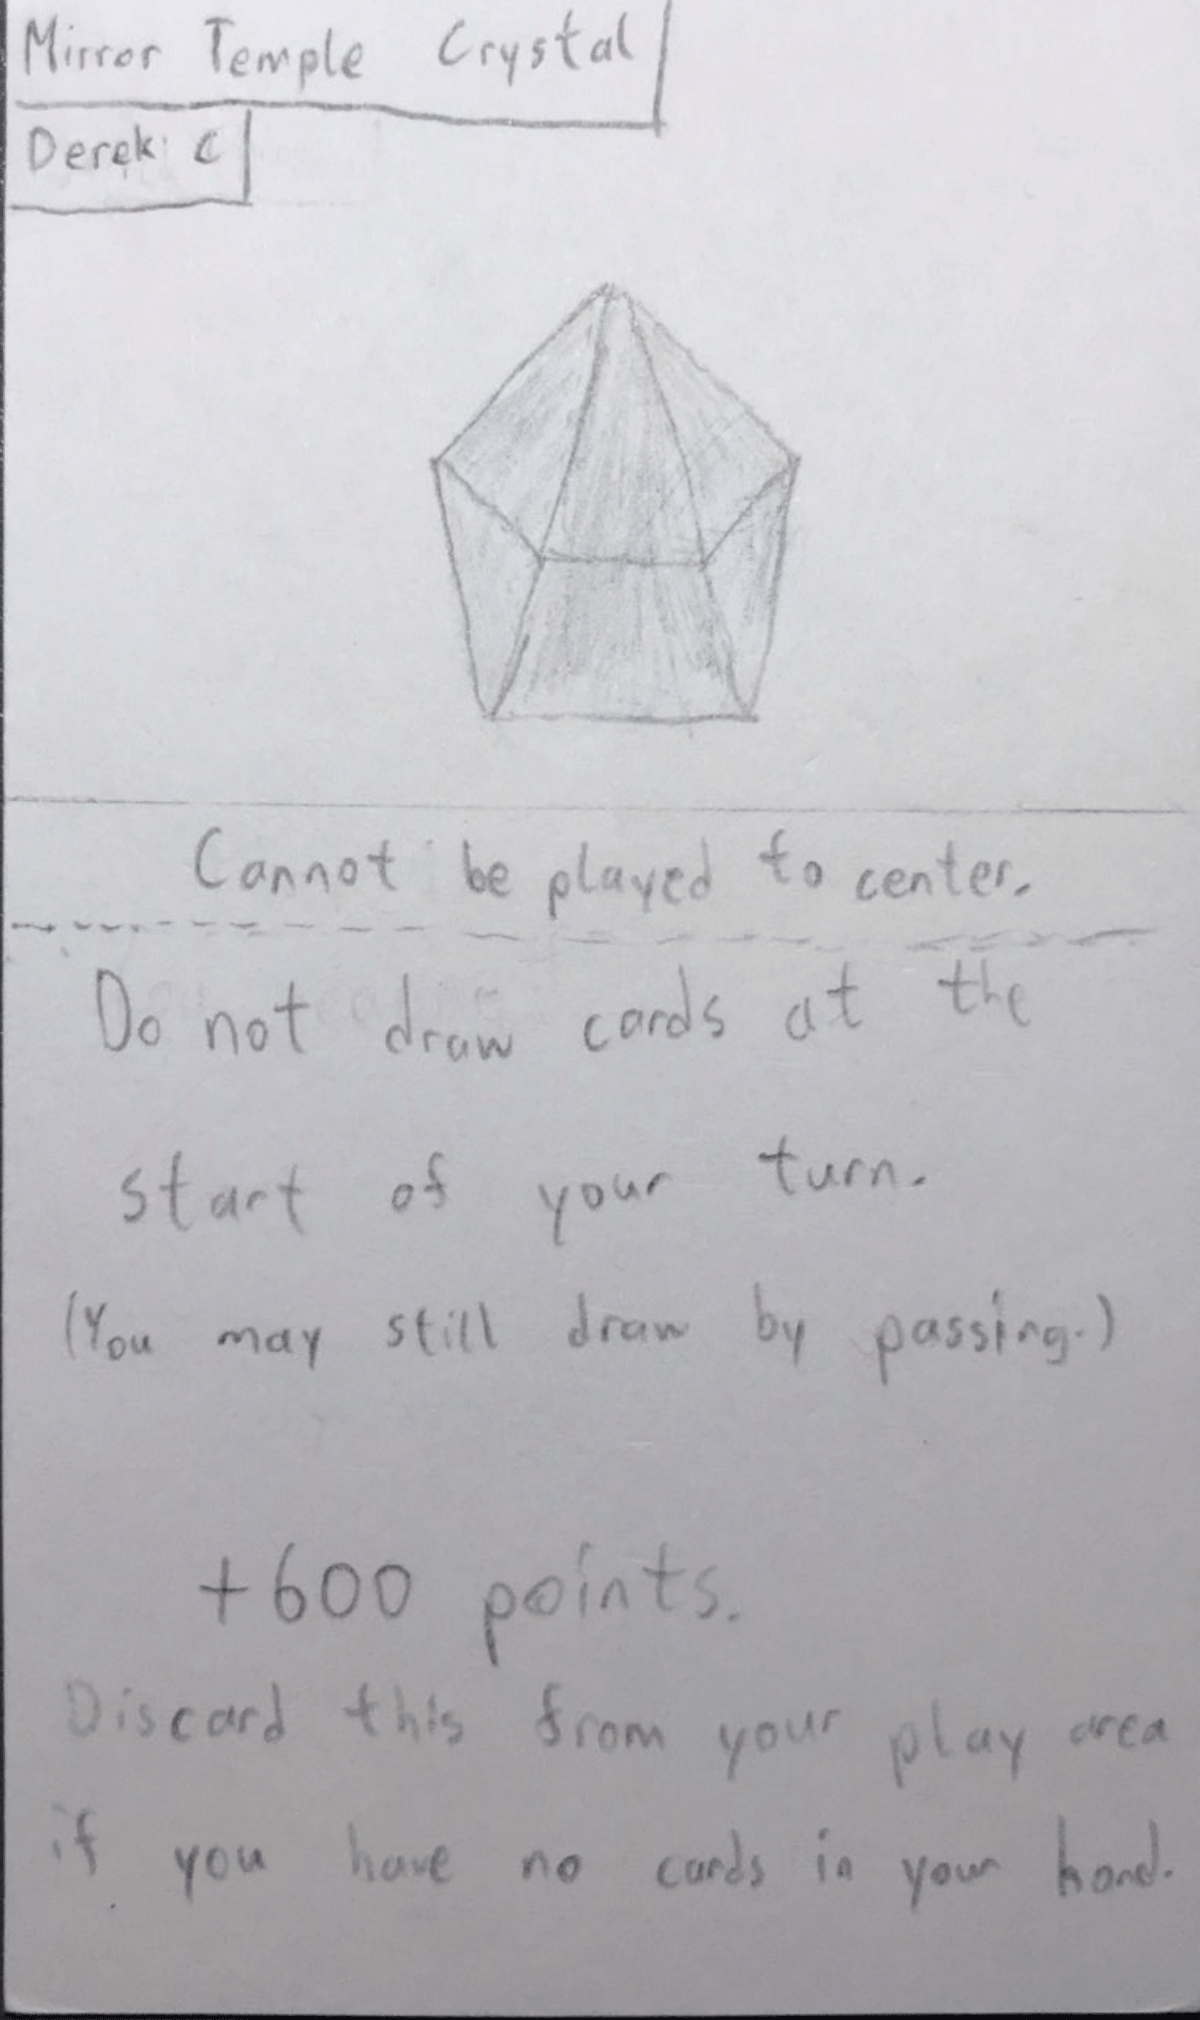 Mirror Temple Crystal
Derek C
Cannot be played to center.
Do not draw cards at the
start of your turn.
(You may still draw by passing.)
+600 points.
Discard this from your play area
if you have no cards in your hand.